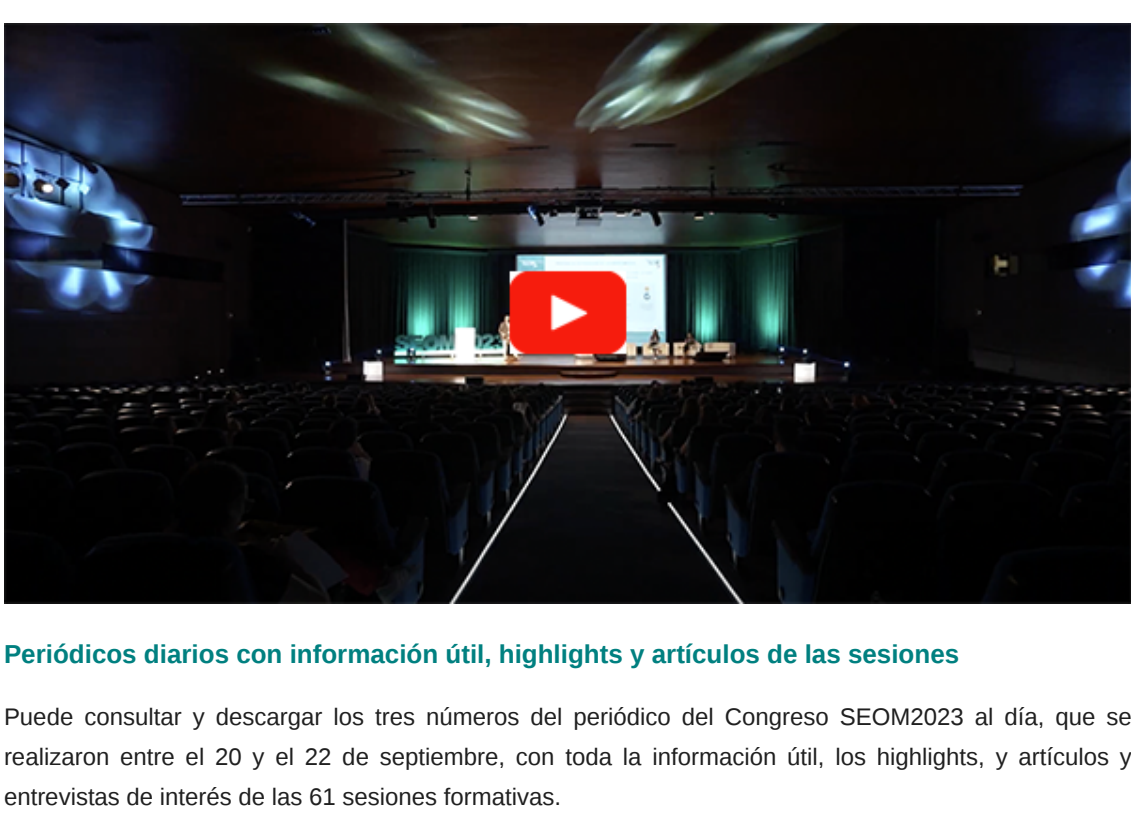 SEOM2023
Periódicos diarios con información útil, highlights y artículos de las sesiones
Puede consultar y descargar los tres números del periódico del Congreso SEOM2023 al día, que se
realizaron entre el 20 y el 22 de septiembre, con toda la información útil, los highlights, y artículos y
entrevistas de interés de las 61 sesiones formativas.